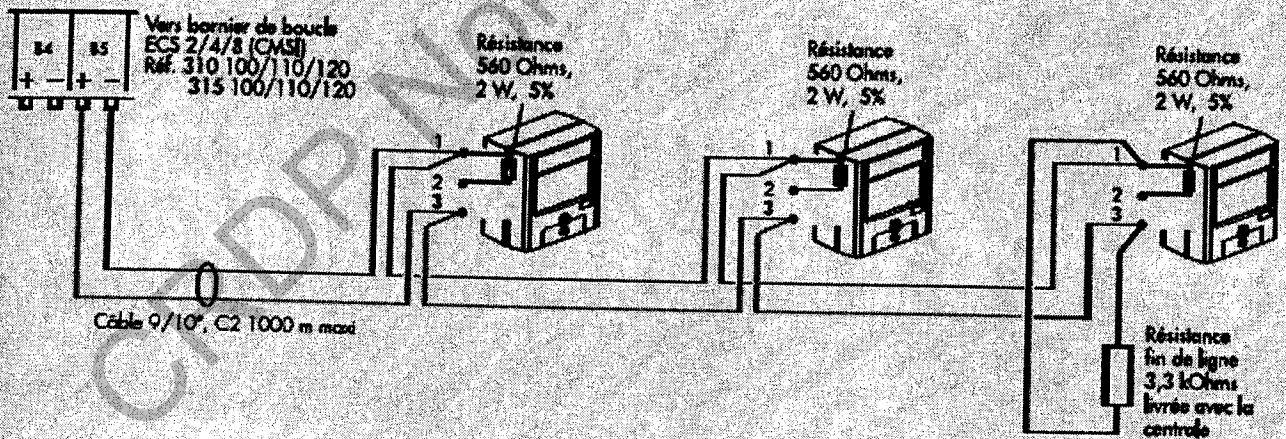 B4 B5
+ - + -
Vers bornier de boucle
ECS 2/4/8 (CMSI)
Réf. 310 100/110/120
315 100/110/120
Résistance
560 Ohms,
2 W, 5%
1
2
3
Résistance
560 Ohms,
2 W, 5%
1
2
3
Résistance
560 Ohms,
2 W, 5%
1
2
3
Câble 9/10°, C2 1000 m maxi
Résistance
fin de ligne
3,3 kOhms
livrée avec la
centrale
CRDP No